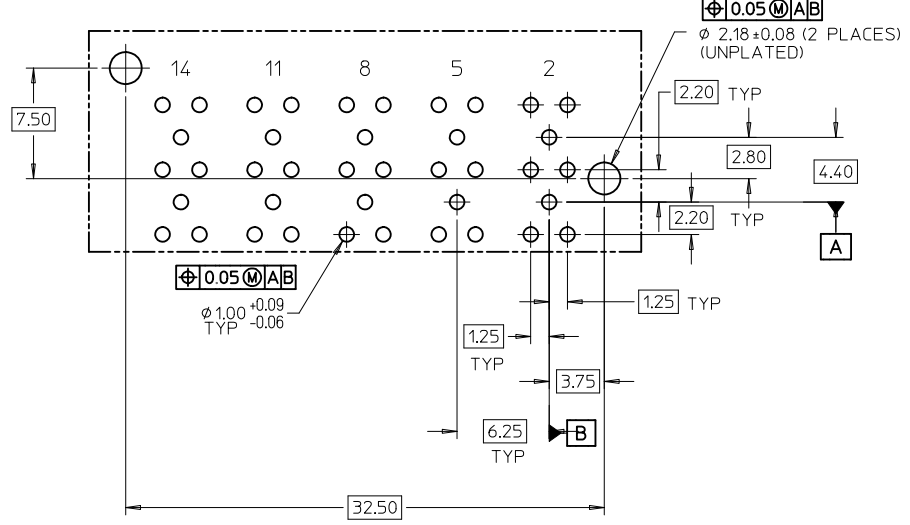 ⌖ 0.05 Ⓜ A B
⌀ 2.18±0.08 (2 PLACES)
(UNPLATED)
14 11 8 5 2
2.20 TYP
7.50
2.80
4.40
2.20 TYP
A
⌖ 0.05 Ⓜ A B
⌀ 1.00 +0.09
TYP -0.06
1.25 TYP
1.25
TYP
3.75
6.25
TYP
B
32.50